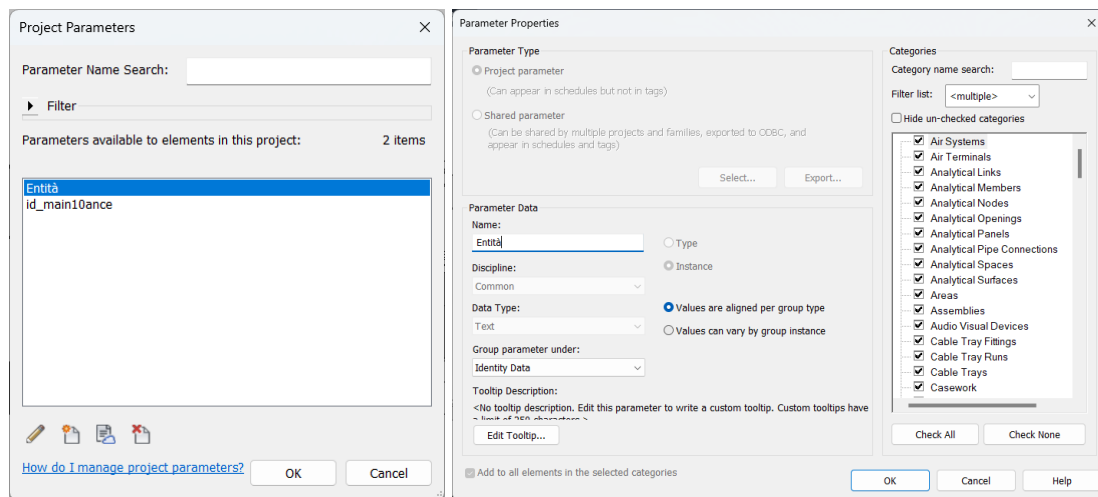 Project Parameters
Parameter Name Search:
Filter
Parameters available to elements in this project: 2 items
Entità
id_main10ance
How do I manage project parameters?
OK
Cancel
Parameter Properties
Parameter Type
Project parameter
(Can appear in schedules but not in tags)
Shared parameter
(Can be shared by multiple projects and families, exported to ODBC, and
appear in schedules and tags)
Select...
Export...
Parameter Data
Name:
Entità
Type
Discipline:
Instance
Common
Data Type:
Values are aligned per group type
Text
Values can vary by group instance
Group parameter under:
Identity Data
Tooltip Description:
<No tooltip description. Edit this parameter to write a custom tooltip. Custom tooltips have
a limit of 250 characters.>
Edit Tooltip...
Add to all elements in the selected categories
Categories
Category name search:
Filter list: <multiple>
Hide un-checked categories
Air Systems
Air Terminals
Analytical Links
Analytical Members
Analytical Nodes
Analytical Openings
Analytical Panels
Analytical Pipe Connections
Analytical Spaces
Analytical Surfaces
Areas
Assemblies
Audio Visual Devices
Cable Tray Fittings
Cable Tray Runs
Cable Trays
Casework
Check All
Check None
OK
Cancel
Help